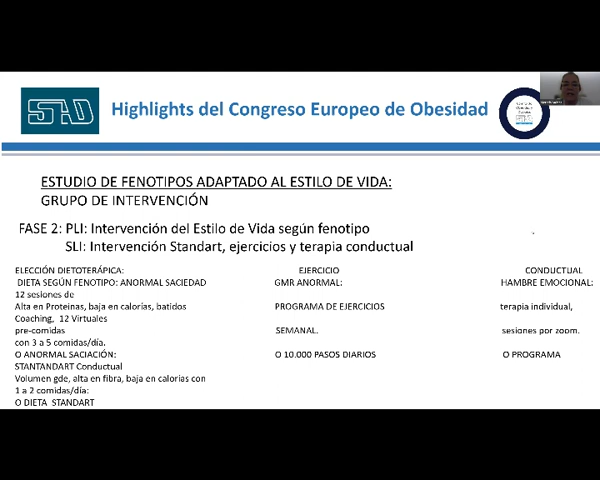 SAD
Highlights del Congreso Europeo de Obesidad
ESTUDIO DE FENOTIPOS ADAPTADO AL ESTILO DE VIDA:
GRUPO DE INTERVENCIÓN
FASE 2: PLI: Intervención del Estilo de Vida según fenotipo
SLI: Intervención Standart, ejercicios y terapia conductual
ELECCIÓN DIETOTERÁPICA: EJERCICIO CONDUCTUAL
DIETA SEGÚN FENOTIPO: ANORMAL SACIEDAD GMR ANORMAL: HAMBRE EMOCIONAL:
12 sesiones de
Alta en Proteinas, baja en calorías, batidos PROGRAMA DE EJERCICIOS terapia individual,
Coaching, 12 Virtuales
pre-comidas SEMANAL. sesiones por zoom.
con 3 a 5 comidas/día.
O ANORMAL SACIACIÓN: O 10.000 PASOS DIARIOS O PROGRAMA
STANTANDART Conductual
Volumen gde, alta en fibra, baja en calorías con
1 a 2 comidas/día:
O DIETA STANDART